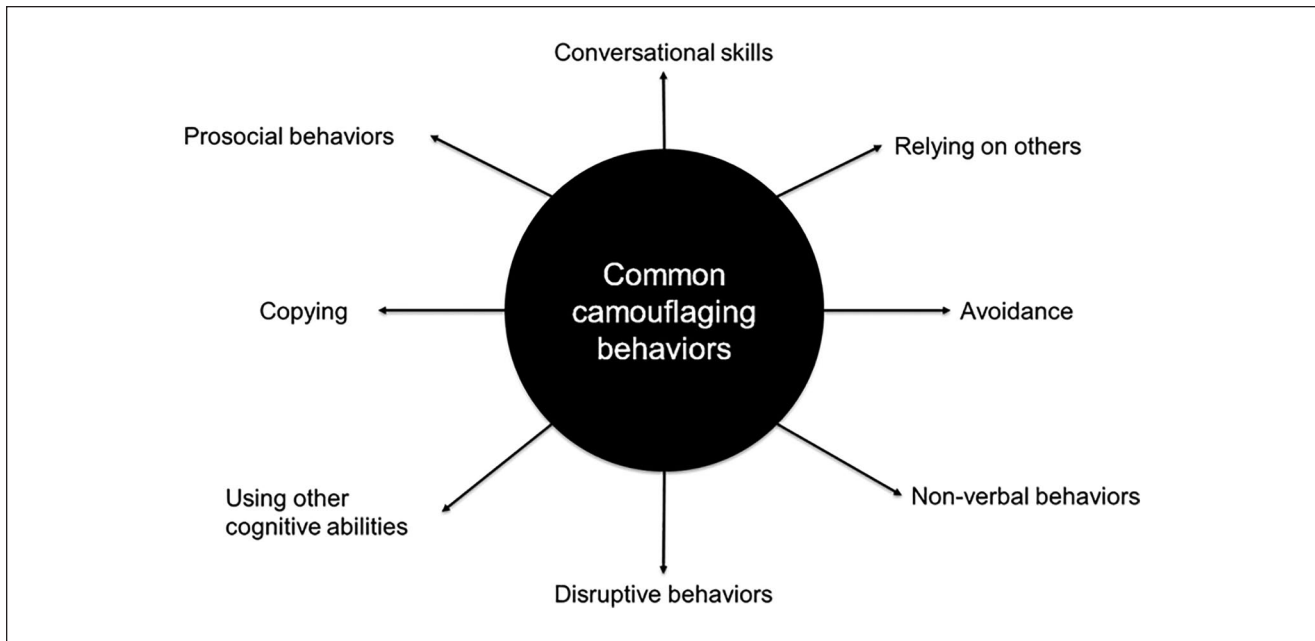 Conversational skills
Prosocial behaviors
Relying on others
Common
camouflaging
behaviors
Copying
Avoidance
Using other
cognitive abilities
Non-verbal behaviors
Disruptive behaviors